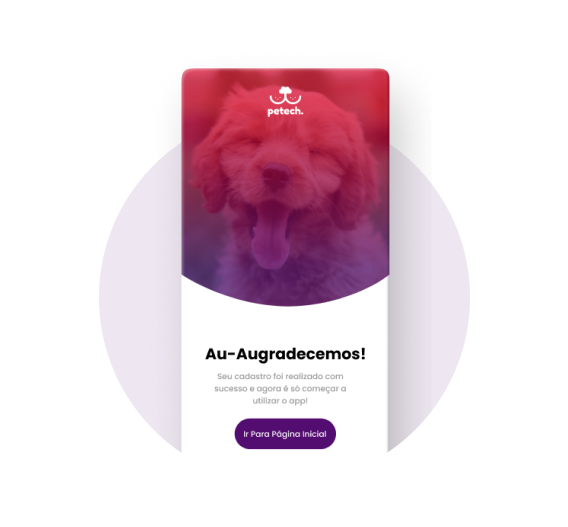 petech.
Au-Augradecemos!
Seu cadastro foi realizado com
sucesso e agora é só começar a
utilizar o app!
Ir Para Página Inicial